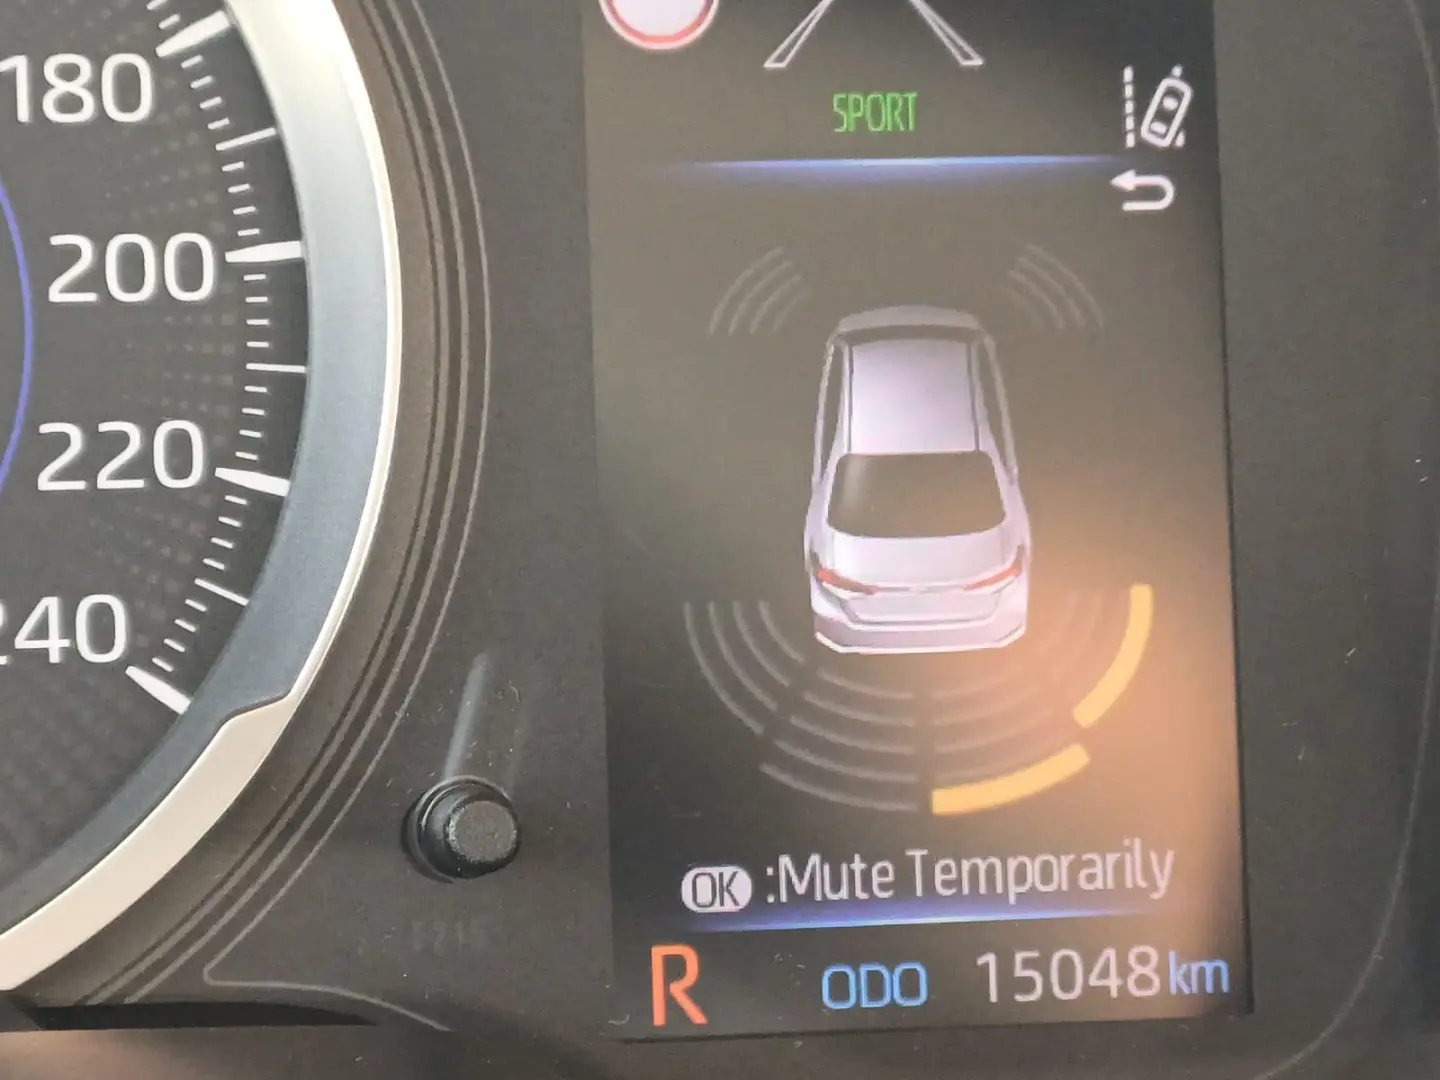 180
200
220
240
SPORT
OK :Mute Temporarily
R ODO 15048 km